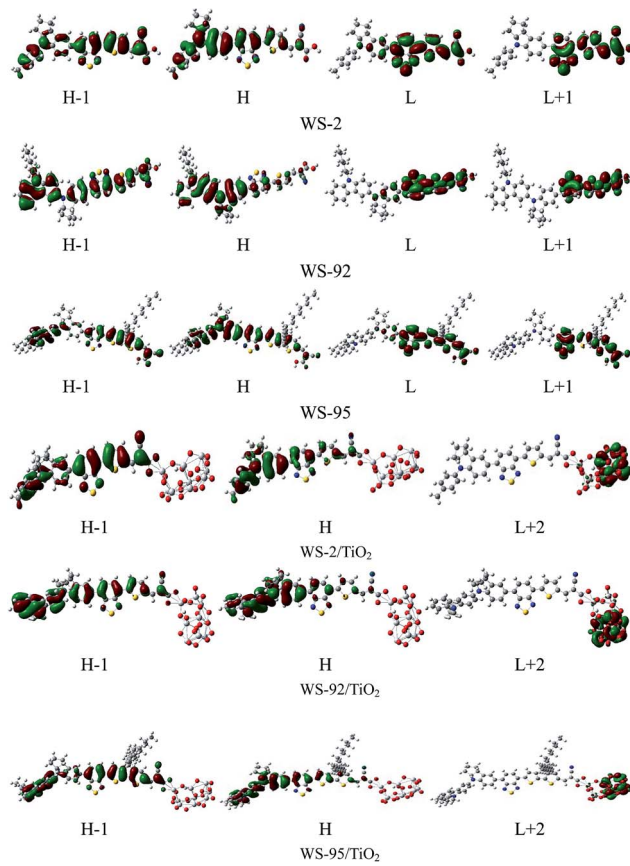 H-1 H L L+1
WS-2
H-1 H L L+1
WS-92
H-1 H L L+1
WS-95
H-1 H L+2
WS-2/TiO₂
H-1 H L+2
WS-92/TiO₂
H-1 H L+2
WS-95/TiO₂